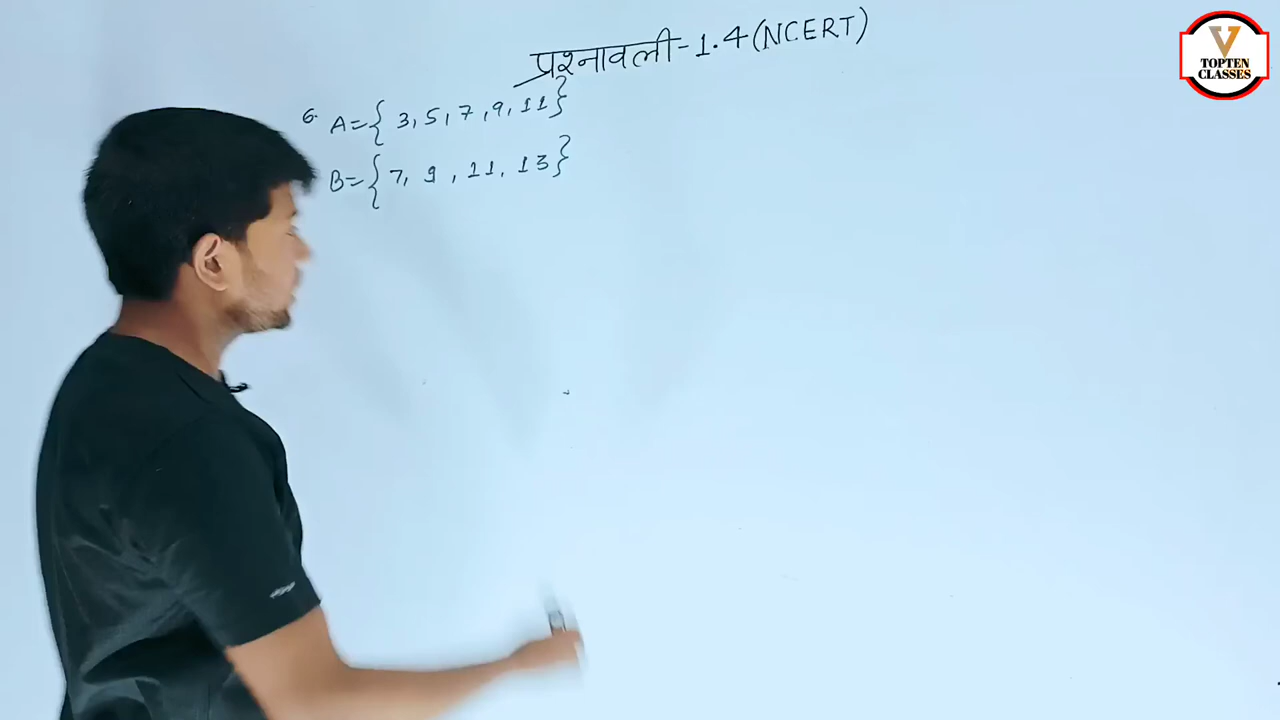 प्रश्नावली-1.4(NCERT)
6. A={3,5,7,9,11}
B={7,9,11,13}
V
TOPTEN
CLASSES